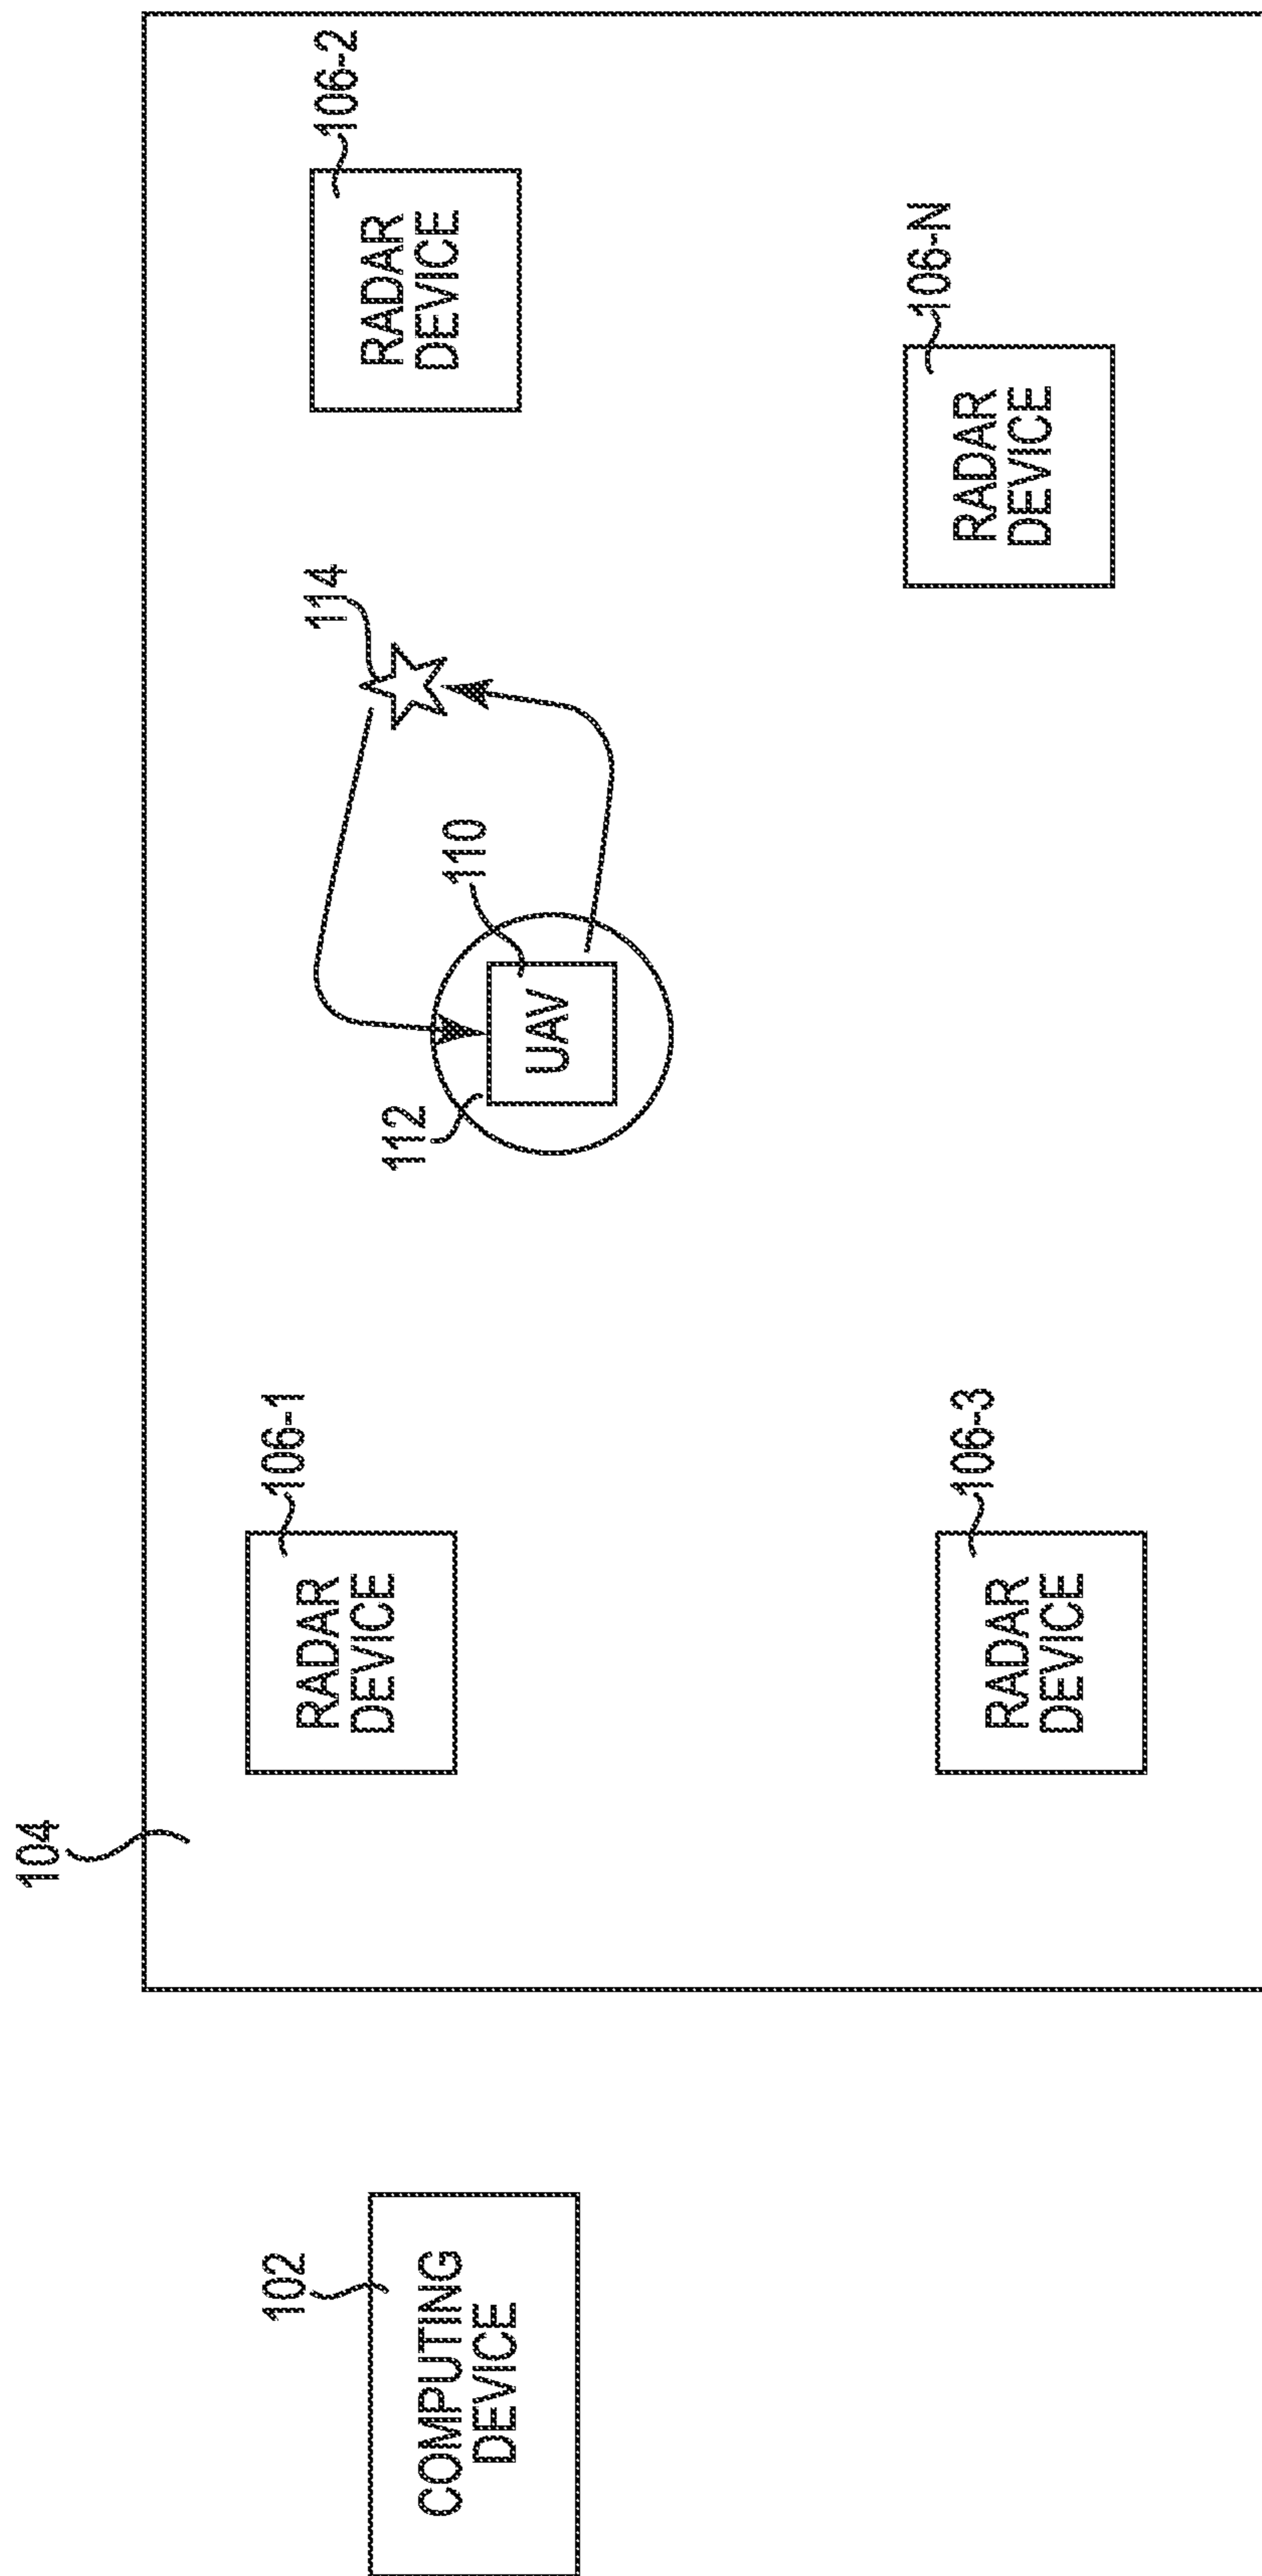 104
102
COMPUTING
DEVICE
106-1
RADAR
DEVICE
106-2
RADAR
DEVICE
114
110
112
UAV
106-3
RADAR
DEVICE
106-N
RADAR
DEVICE